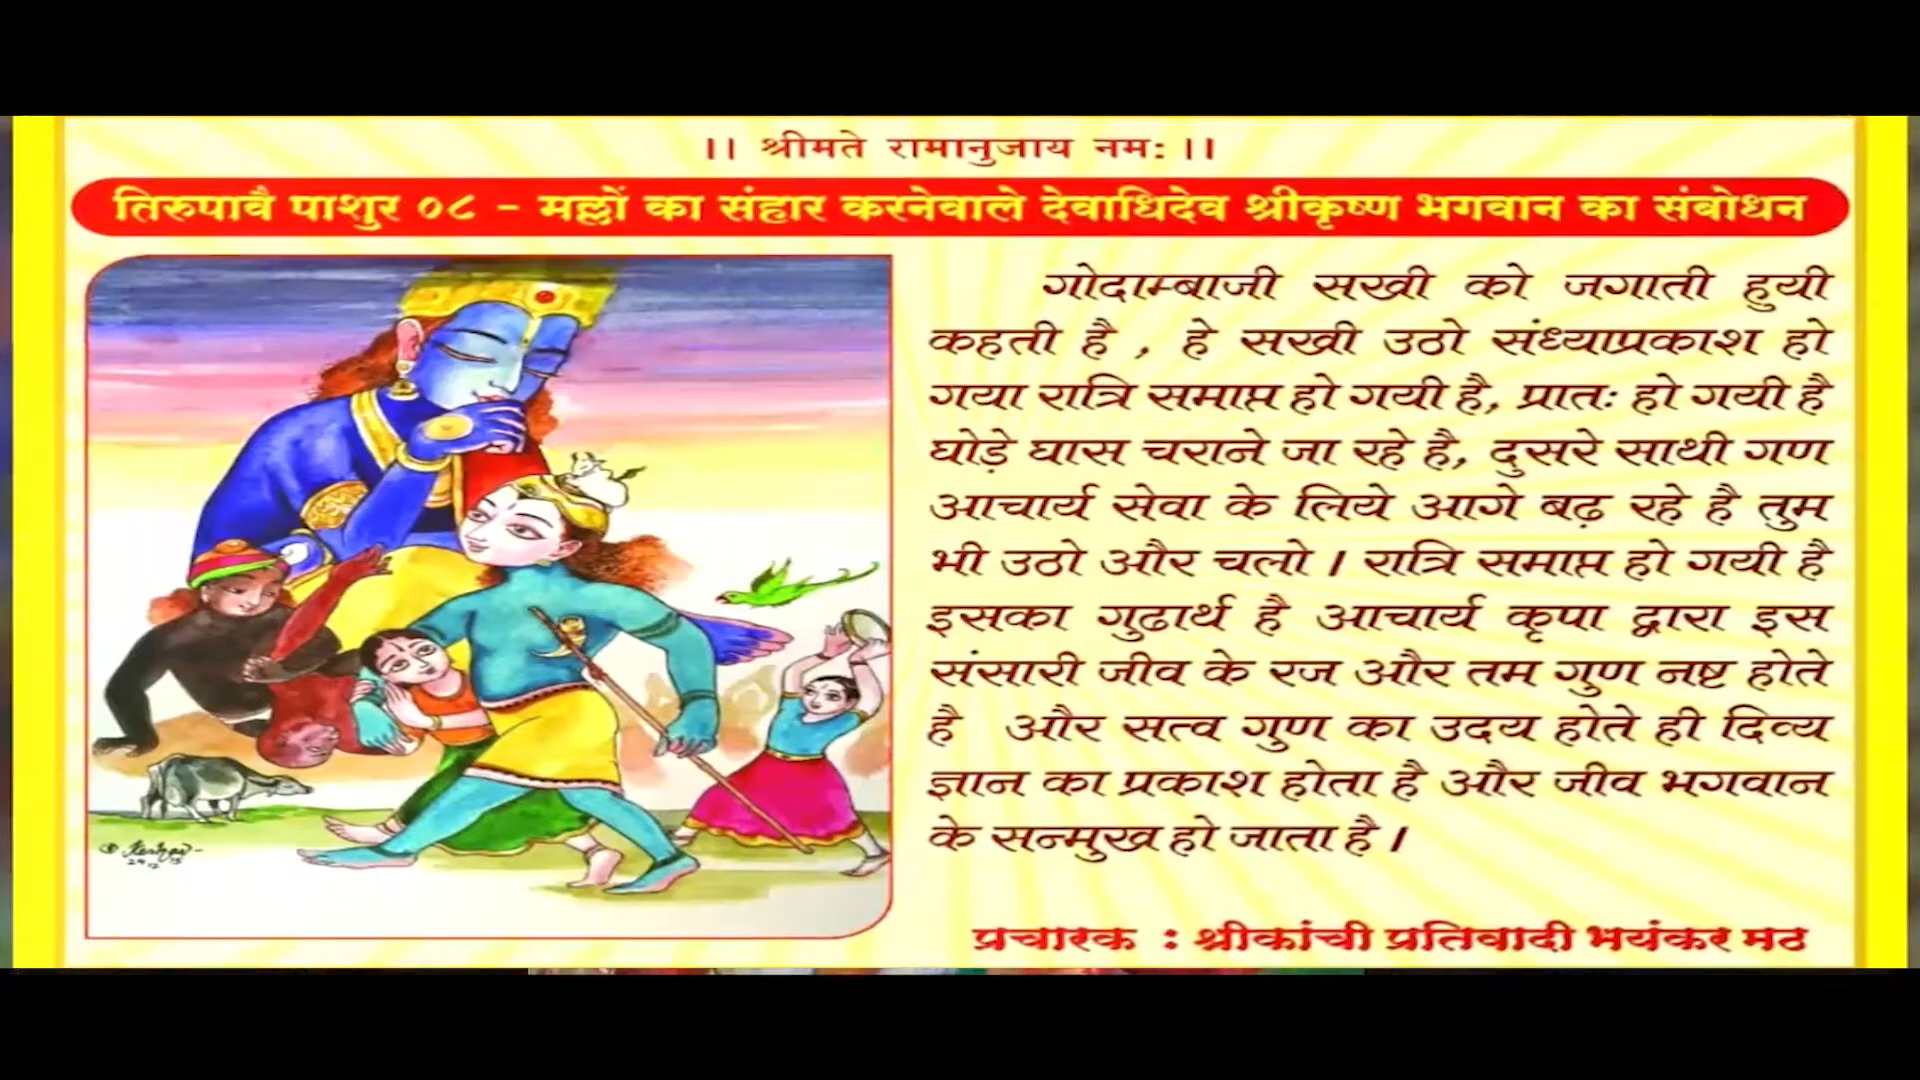 ।। श्रीमते रामानुजाय नमः ।।
तिरुपावै पाशुर ०८ - मल्लों का संहार करनेवाले देवाधिदेव श्रीकृष्ण भगवान का संबोधन
गोदाम्बाजी सखी को जगाती हुयी
कहती है , हे सखी उठो संध्याप्रकाश हो
गया रात्रि समाप्त हो गयी है, प्रातः हो गयी है
घोड़े घास चराने जा रहे है, दुसरे साथी गण
आचार्य सेवा के लिये आगे बढ़ रहे है तुम
भी उठो और चलो । रात्रि समाप्त हो गयी है
इसका गुढार्थ है आचार्य कृपा द्वारा इस
संसारी जीव के रज और तम गुण नष्ट होते
है और सत्व गुण का उदय होते ही दिव्य
ज्ञान का प्रकाश होता है और जीव भगवान
के सन्मुख हो जाता है ।
प्रचारक : श्रीकांची प्रतिवादी भयंकर मठ